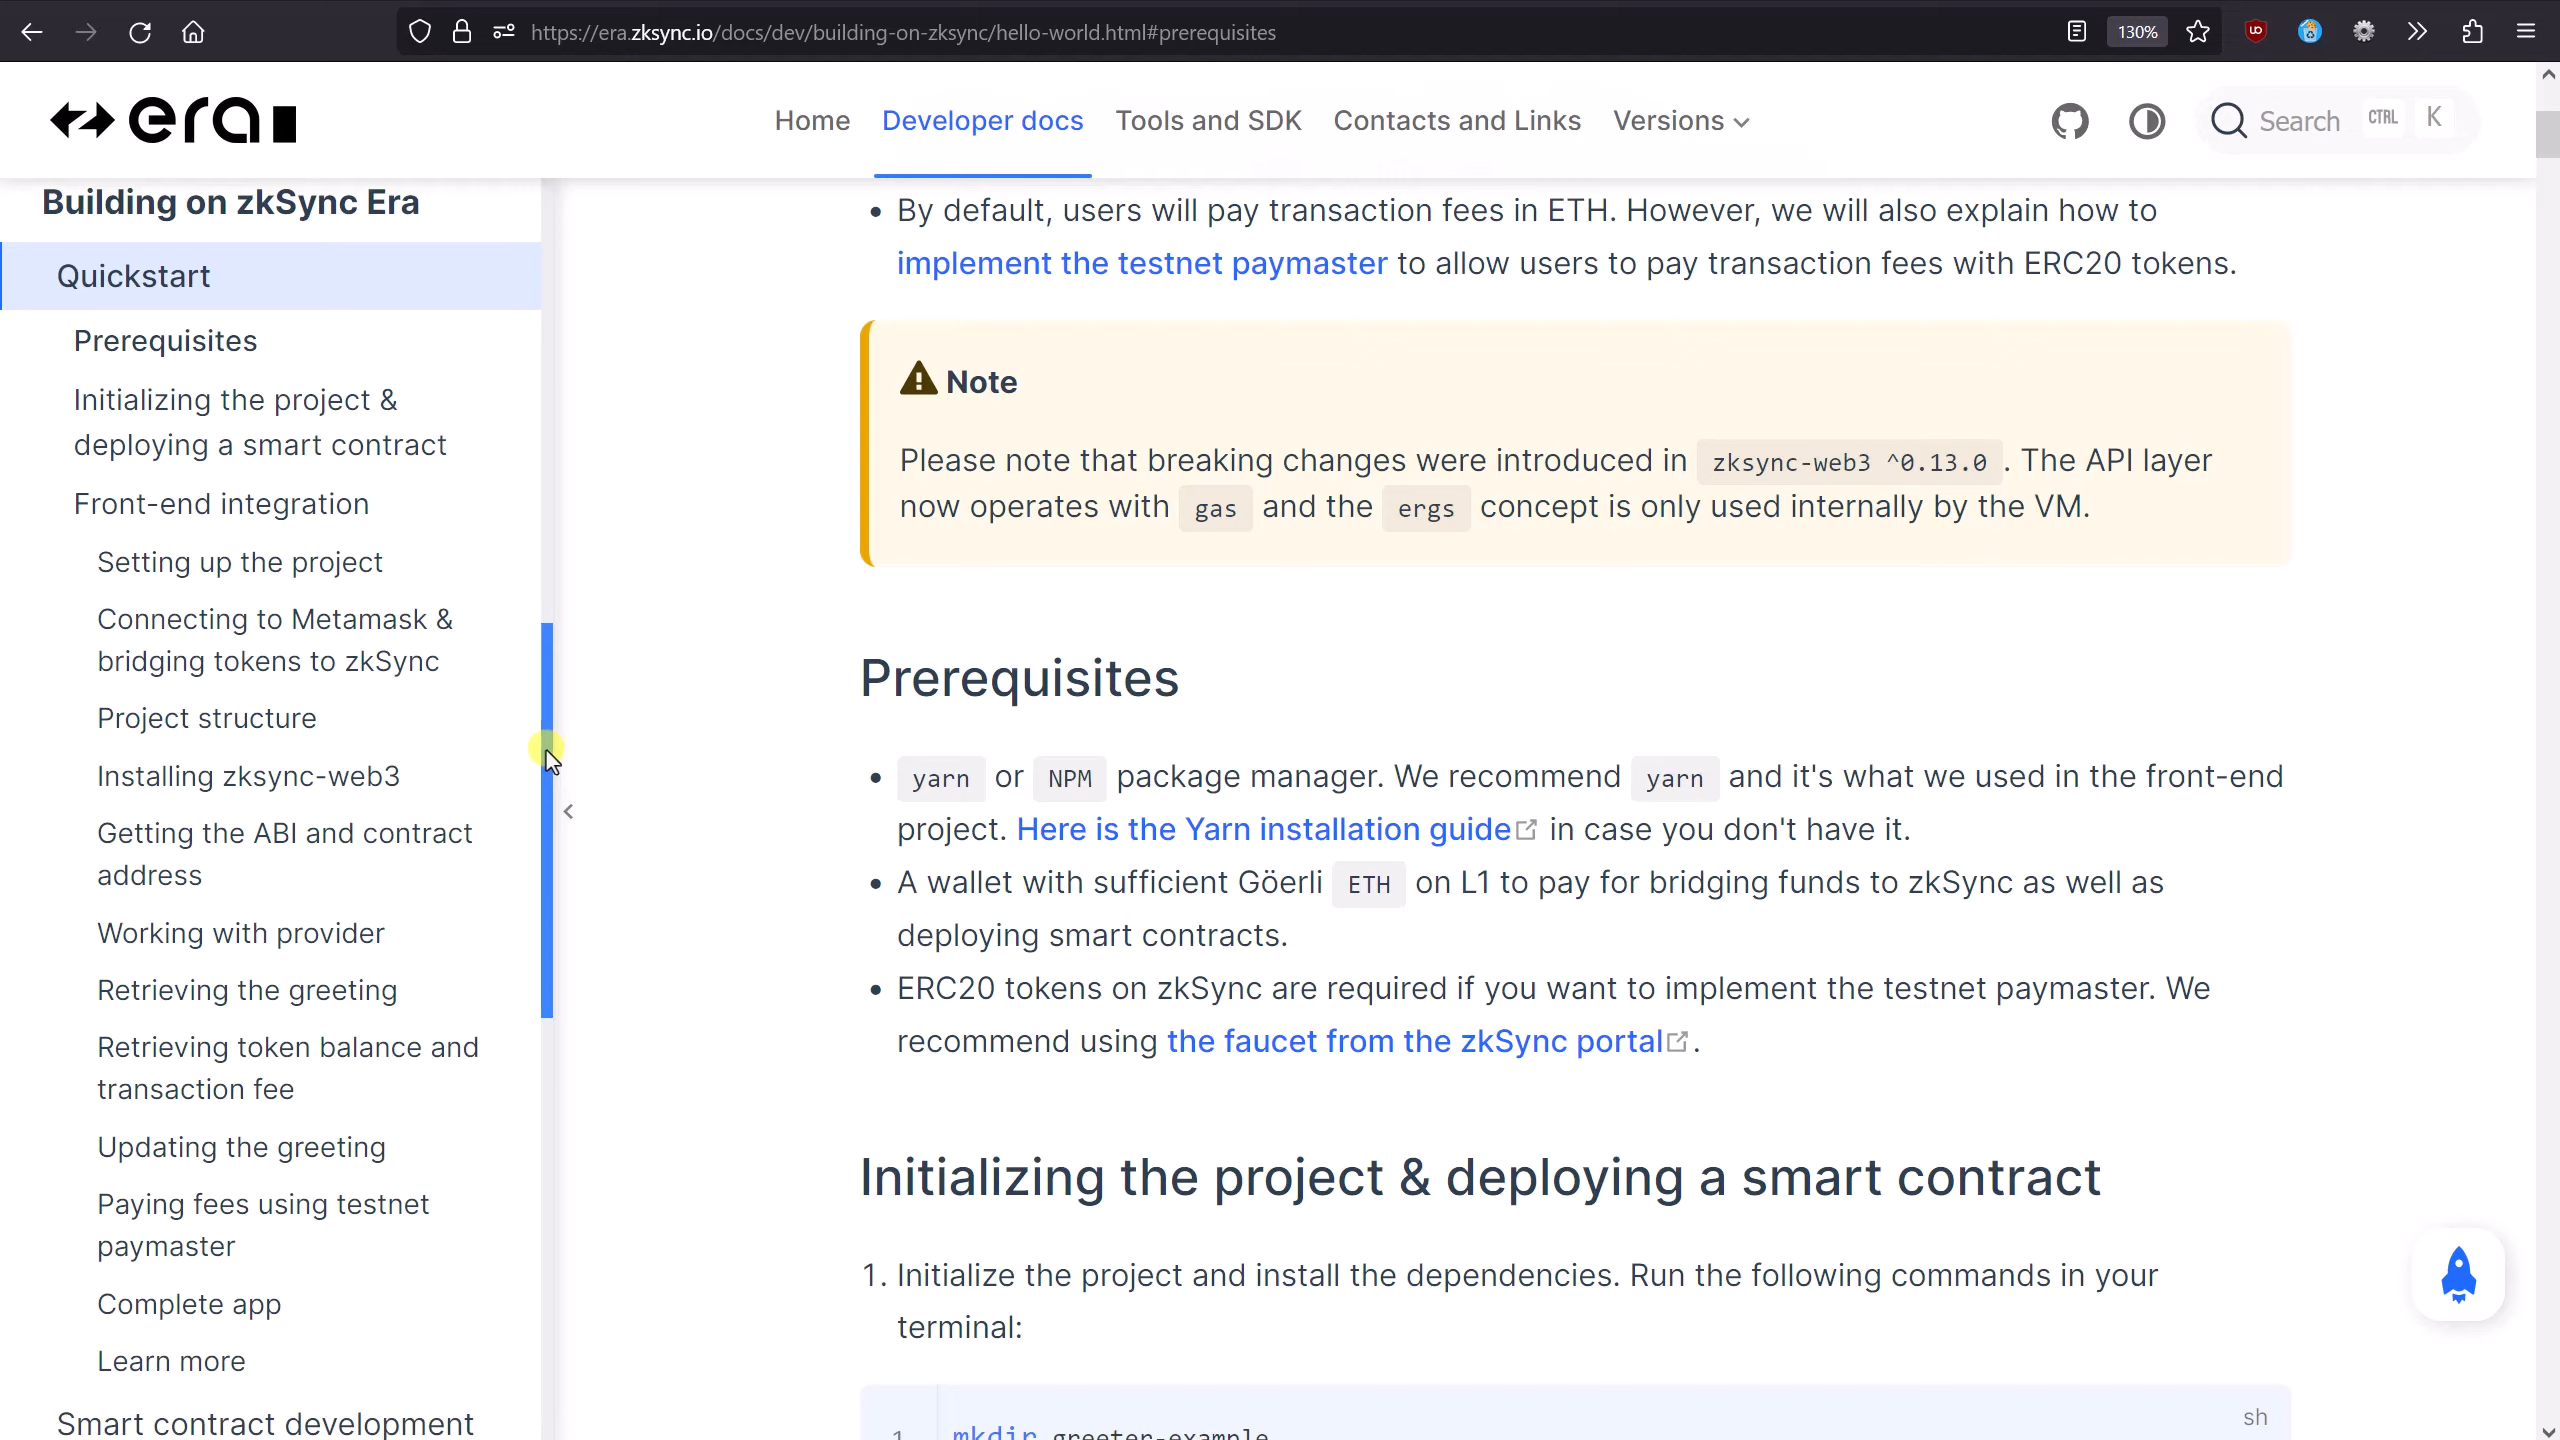 https://era.zksync.io/docs/dev/building-on-zksync/hello-world.html#prerequisites
130%
era
Home
Developer docs
Tools and SDK
Contacts and Links
Versions
Search
CTRL
K
Building on zkSync Era
Quickstart
Prerequisites
Initializing the project &
deploying a smart contract
Front-end integration
Setting up the project
Connecting to Metamask &
bridging tokens to zkSync
Project structure
Installing zksync-web3
Getting the ABI and contract
address
Working with provider
Retrieving the greeting
Retrieving token balance and
transaction fee
Updating the greeting
Paying fees using testnet
paymaster
Complete app
Learn more
Smart contract development
• By default, users will pay transaction fees in ETH. However, we will also explain how to
implement the testnet paymaster to allow users to pay transaction fees with ERC20 tokens.
Note
Please note that breaking changes were introduced in zksync-web3 ^0.13.0 . The API layer
now operates with gas and the ergs concept is only used internally by the VM.
Prerequisites
• yarn or NPM package manager. We recommend yarn and it's what we used in the front-end
project. Here is the Yarn installation guide in case you don't have it.
• A wallet with sufficient Göerli ETH on L1 to pay for bridging funds to zkSync as well as
deploying smart contracts.
• ERC20 tokens on zkSync are required if you want to implement the testnet paymaster. We
recommend using the faucet from the zkSync portal.
Initializing the project & deploying a smart contract
1. Initialize the project and install the dependencies. Run the following commands in your
terminal:
sh
1 mkdir greeter-example